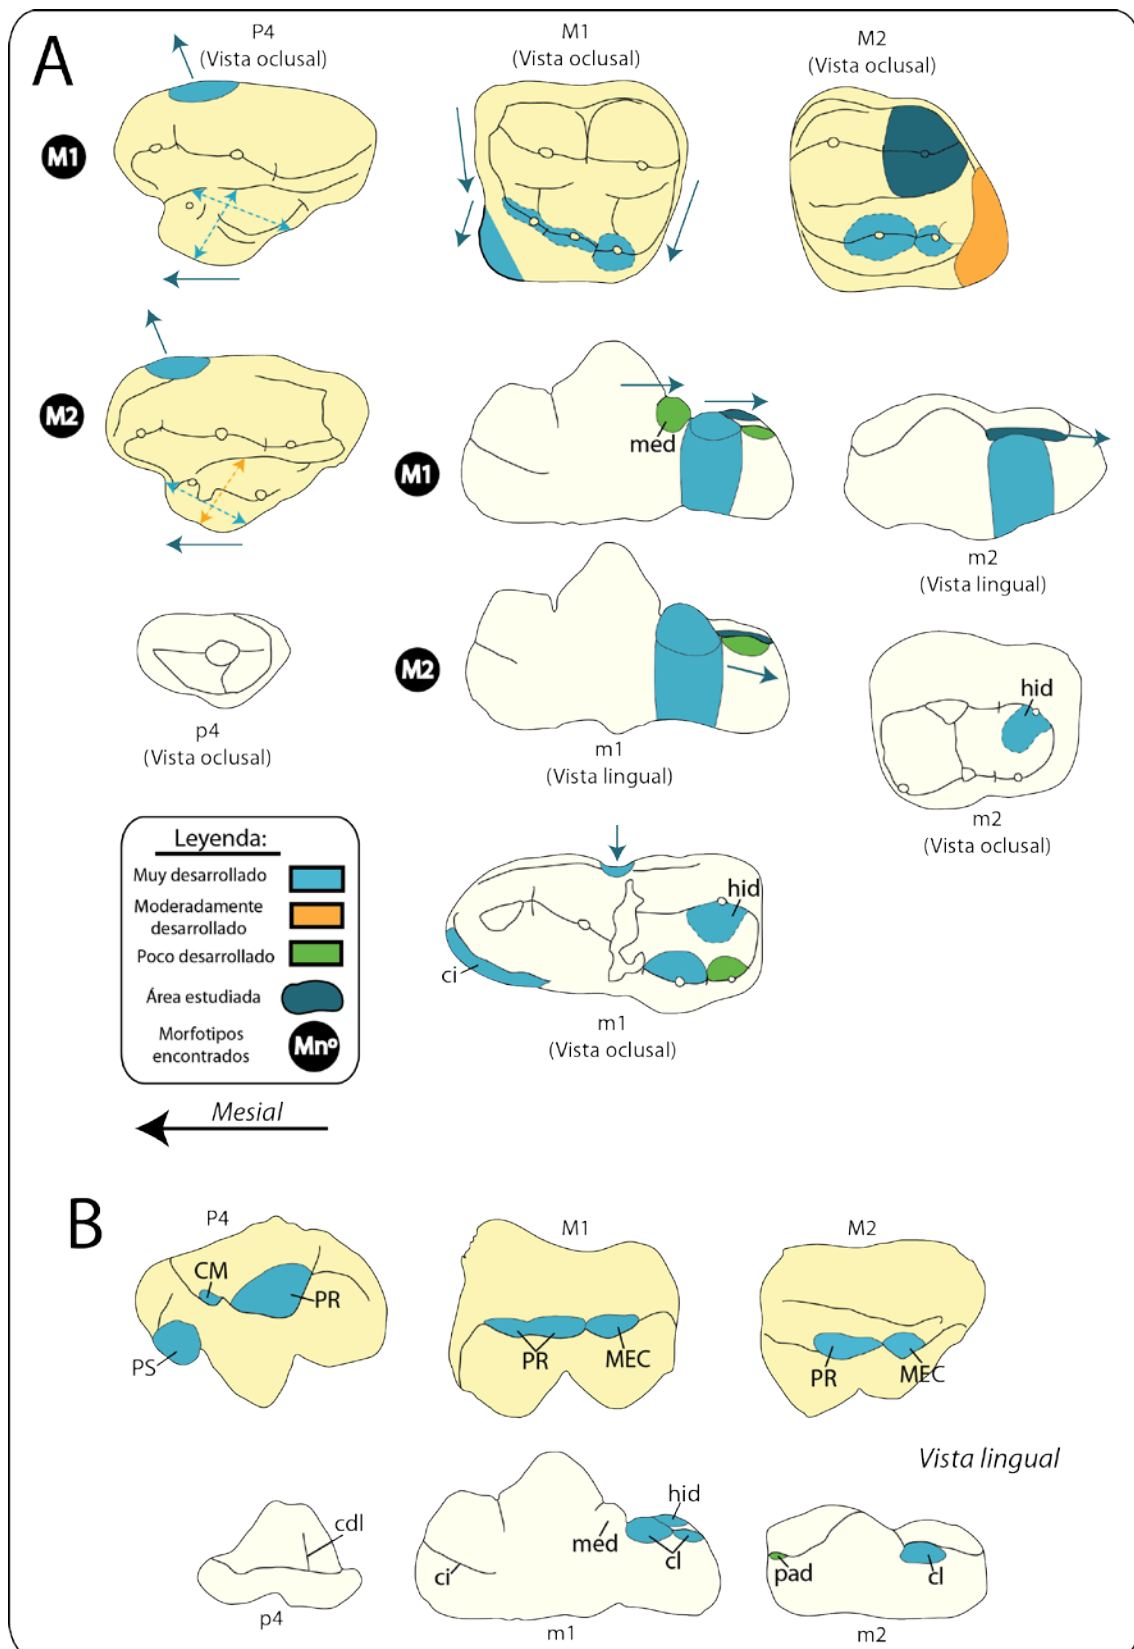 A
P4
(Vista oclusal)
M1
(Vista oclusal)
M2
(Vista oclusal)
M1
M2
med
M1
m2
(Vista lingual)
M2
m1
(Vista lingual)
p4
(Vista oclusal)
hid
m2
(Vista oclusal)
Leyenda:
Muy desarrollado
Moderadamente
desarrollado
Poco desarrollado
Área estudiada
Morfotipos
encontrados
Mnº
hid
ci
m1
(Vista oclusal)
Mesial
B
P4
CM
PR
PS
M1
PR
MEC
M2
PR
MEC
Vista lingual
cdl
p4
hid
med
cl
ci
m1
pad
cl
m2